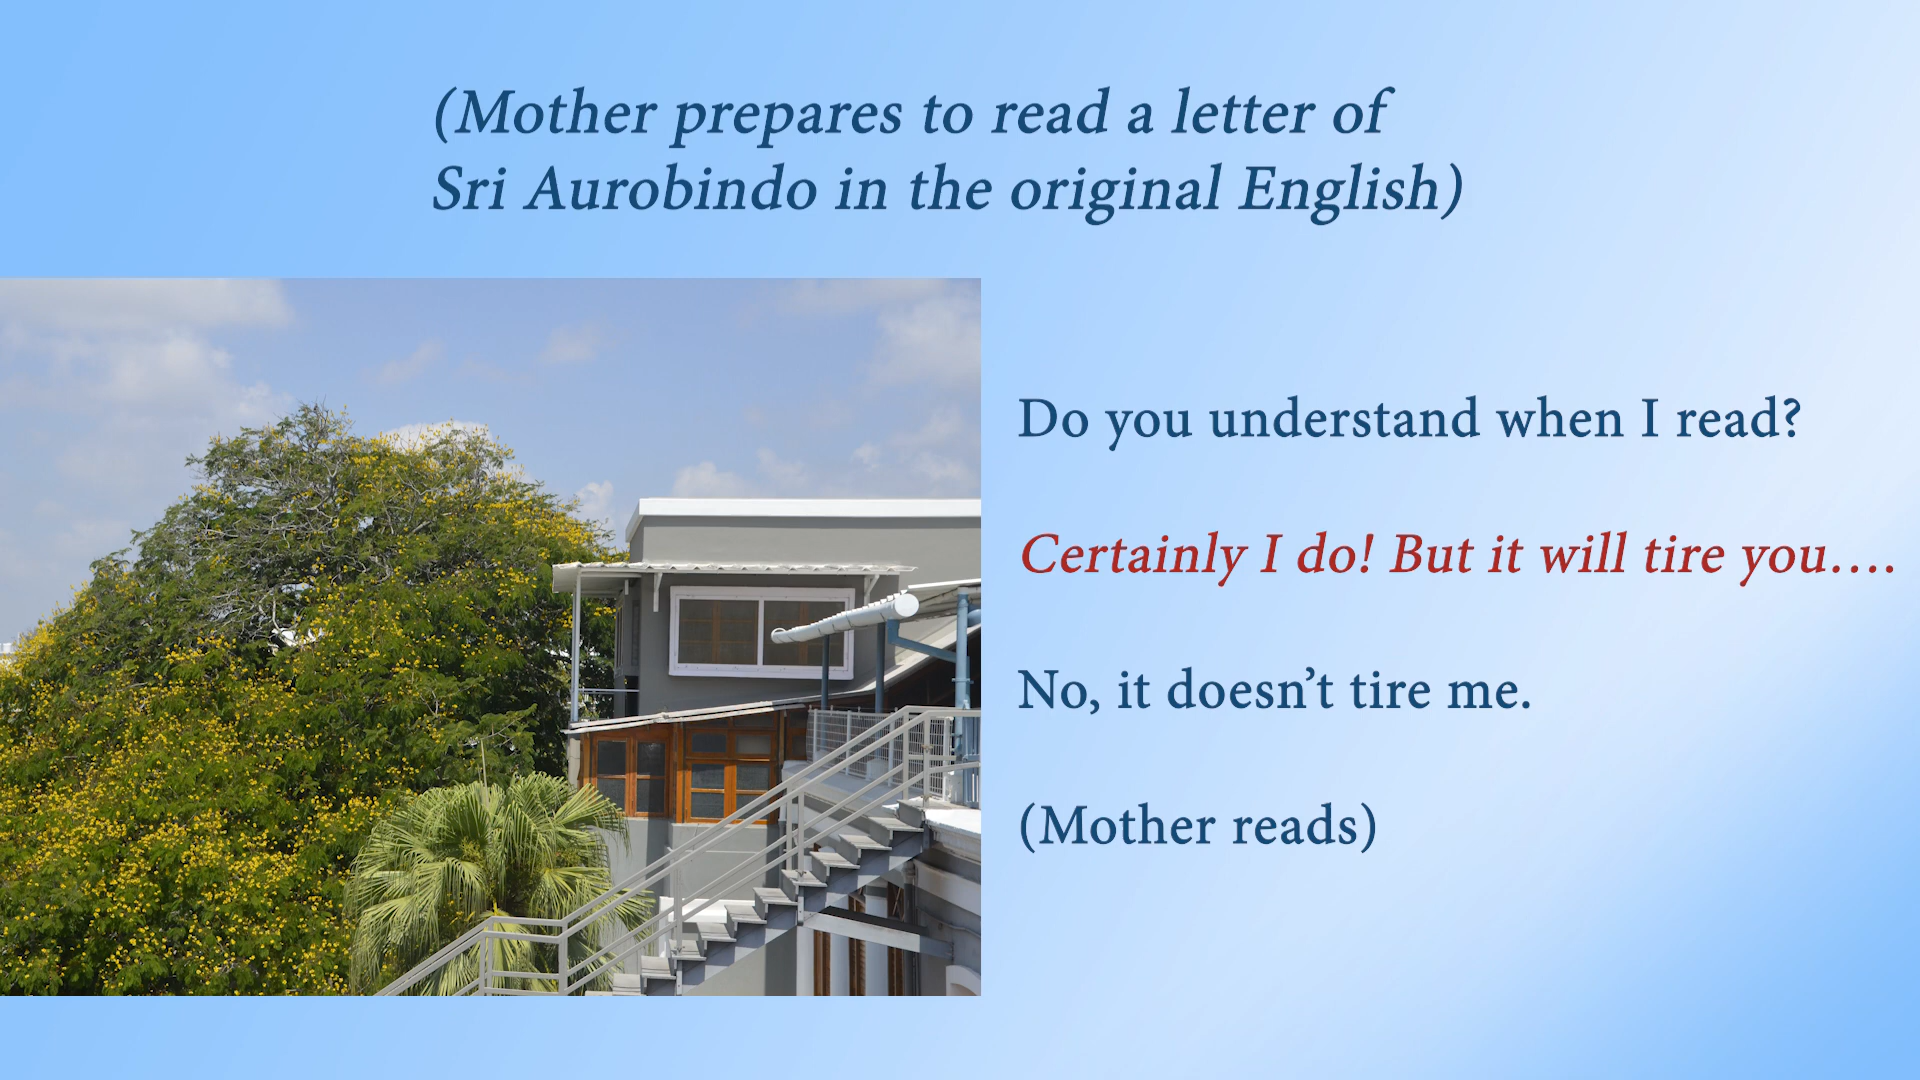 (Mother prepares to read a letter of
Sri Aurobindo in the original English)
Do you understand when I read?
Certainly I do! But it will tire you….
No, it doesn’t tire me.
(Mother reads)